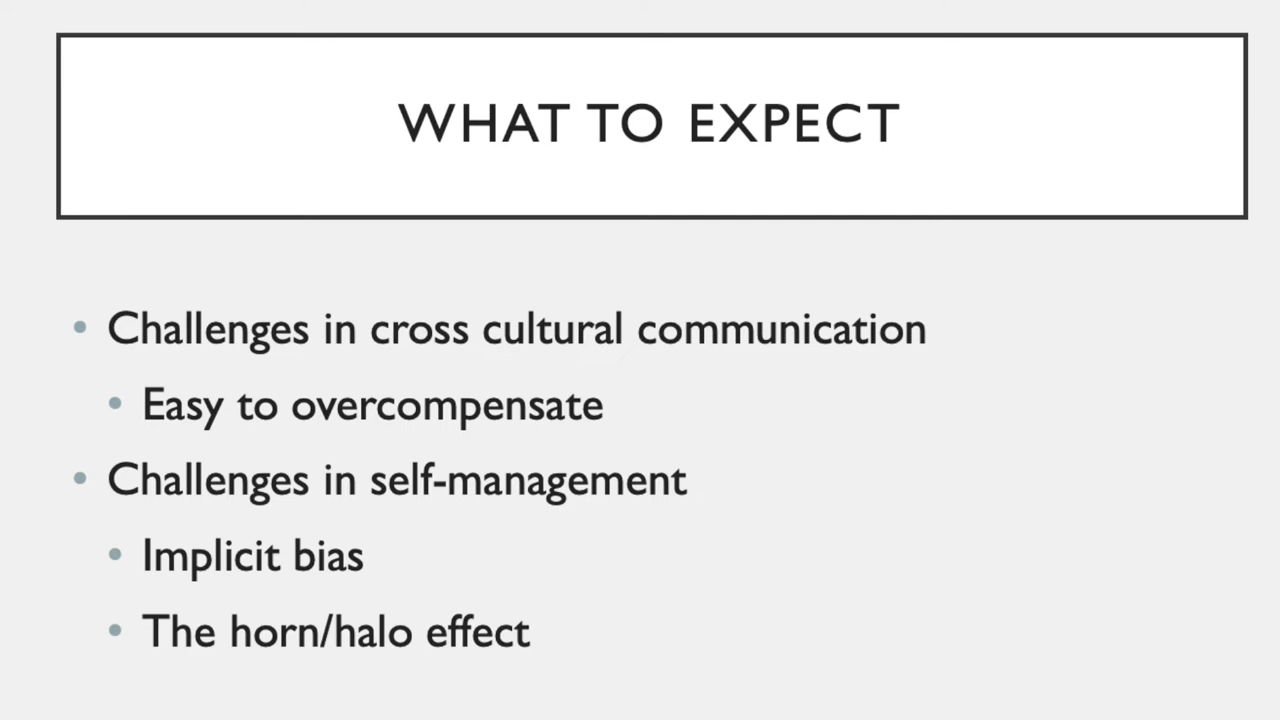 WHAT TO EXPECT
• Challenges in cross cultural communication
• Easy to overcompensate
• Challenges in self-management
• Implicit bias
• The horn/halo effect